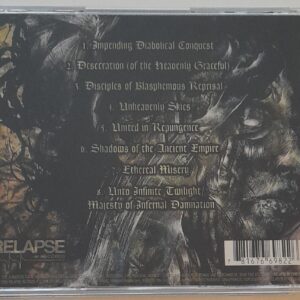 1. Impending Diabolical Conquest
2. Desecration (of the Heavenly Graceful)
3. Disciples of Blasphemous Reprisal
4. Unheavenly Skies
5. United in Repungence
6. Shadows of the Ancient Empire
7. Ethereal Misery
8. Unto Infinite Twilight/
Majesty of Infernal Damnation
RELAPSE